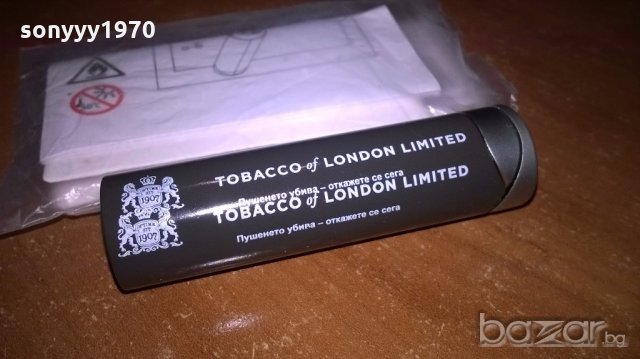 sonyyy1970
TOBACCO of LONDON LIMITED
Пушенето убива – откажете се сега
TOBACCO of LONDON LIMITED
Пушенето убива – откажете се сега
1907
1907
bazar.bg